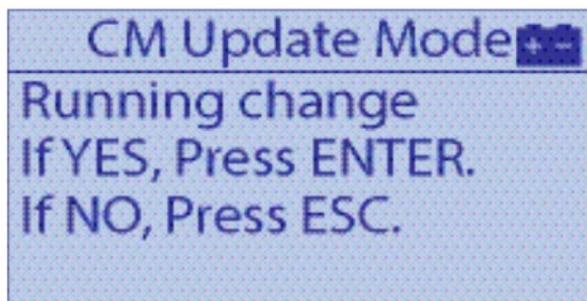 CM Update Mode
Running change
If YES, Press ENTER.
If NO, Press ESC.